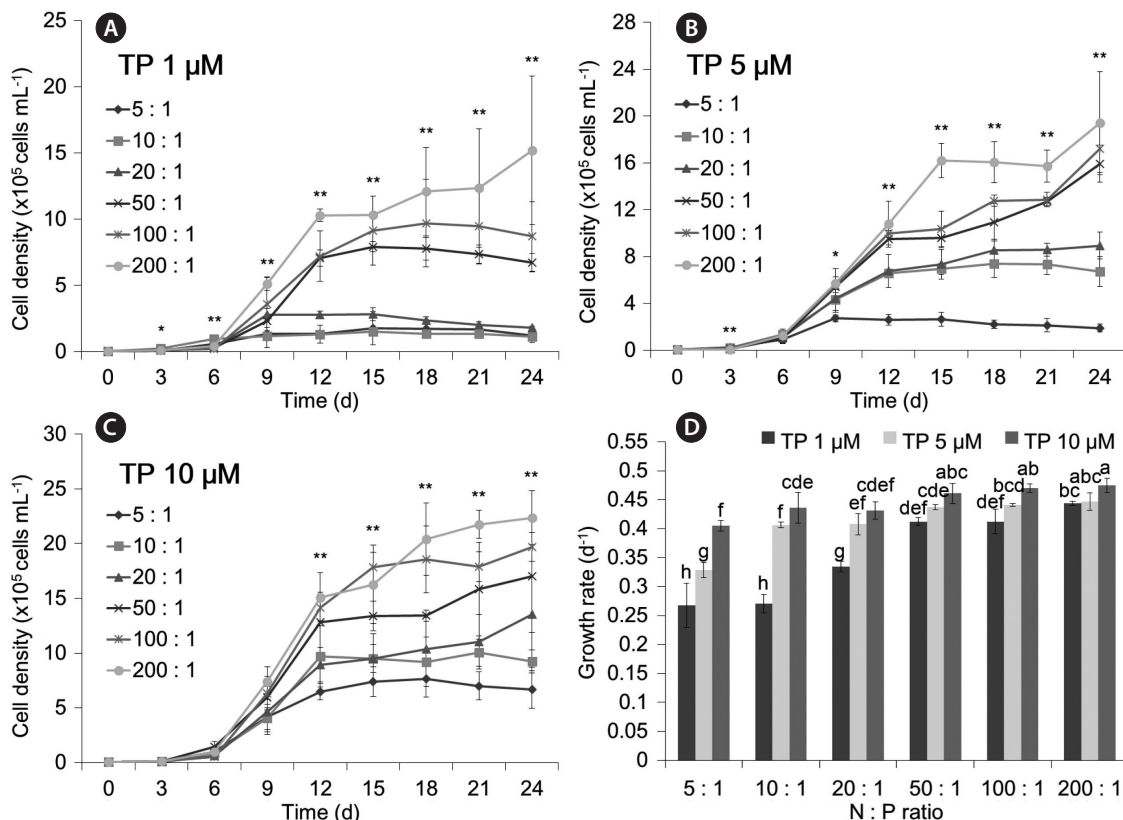 A
TP 1 µM
Cell density (x10⁵ cells mL⁻¹)
25
20
15
10
5
0
5 : 1
10 : 1
20 : 1
50 : 1
100 : 1
200 : 1
* ** ** ** ** ** ** **
0 3 6 9 12 15 18 21 24
Time (d)
B
TP 5 µM
Cell density (x10⁵ cells mL⁻¹)
28
24
20
16
12
8
4
0
5 : 1
10 : 1
20 : 1
50 : 1
100 : 1
200 : 1
** * ** ** ** ** **
0 3 6 9 12 15 18 21 24
Time (d)
C
TP 10 µM
Cell density (x10⁵ cells mL⁻¹)
30
25
20
15
10
5
0
5 : 1
10 : 1
20 : 1
50 : 1
100 : 1
200 : 1
** ** ** ** **
0 3 6 9 12 15 18 21 24
Time (d)
D
TP 1 µM TP 5 µM TP 10 µM
Growth rate (d⁻¹)
0.55
0.5
0.45
0.4
0.35
0.3
0.25
0.2
0.15
0.1
0.05
0
h g f h f cde g ef cdef def cde abc def bcd ab bc abc a
5 : 1 10 : 1 20 : 1 50 : 1 100 : 1 200 : 1
N : P ratio